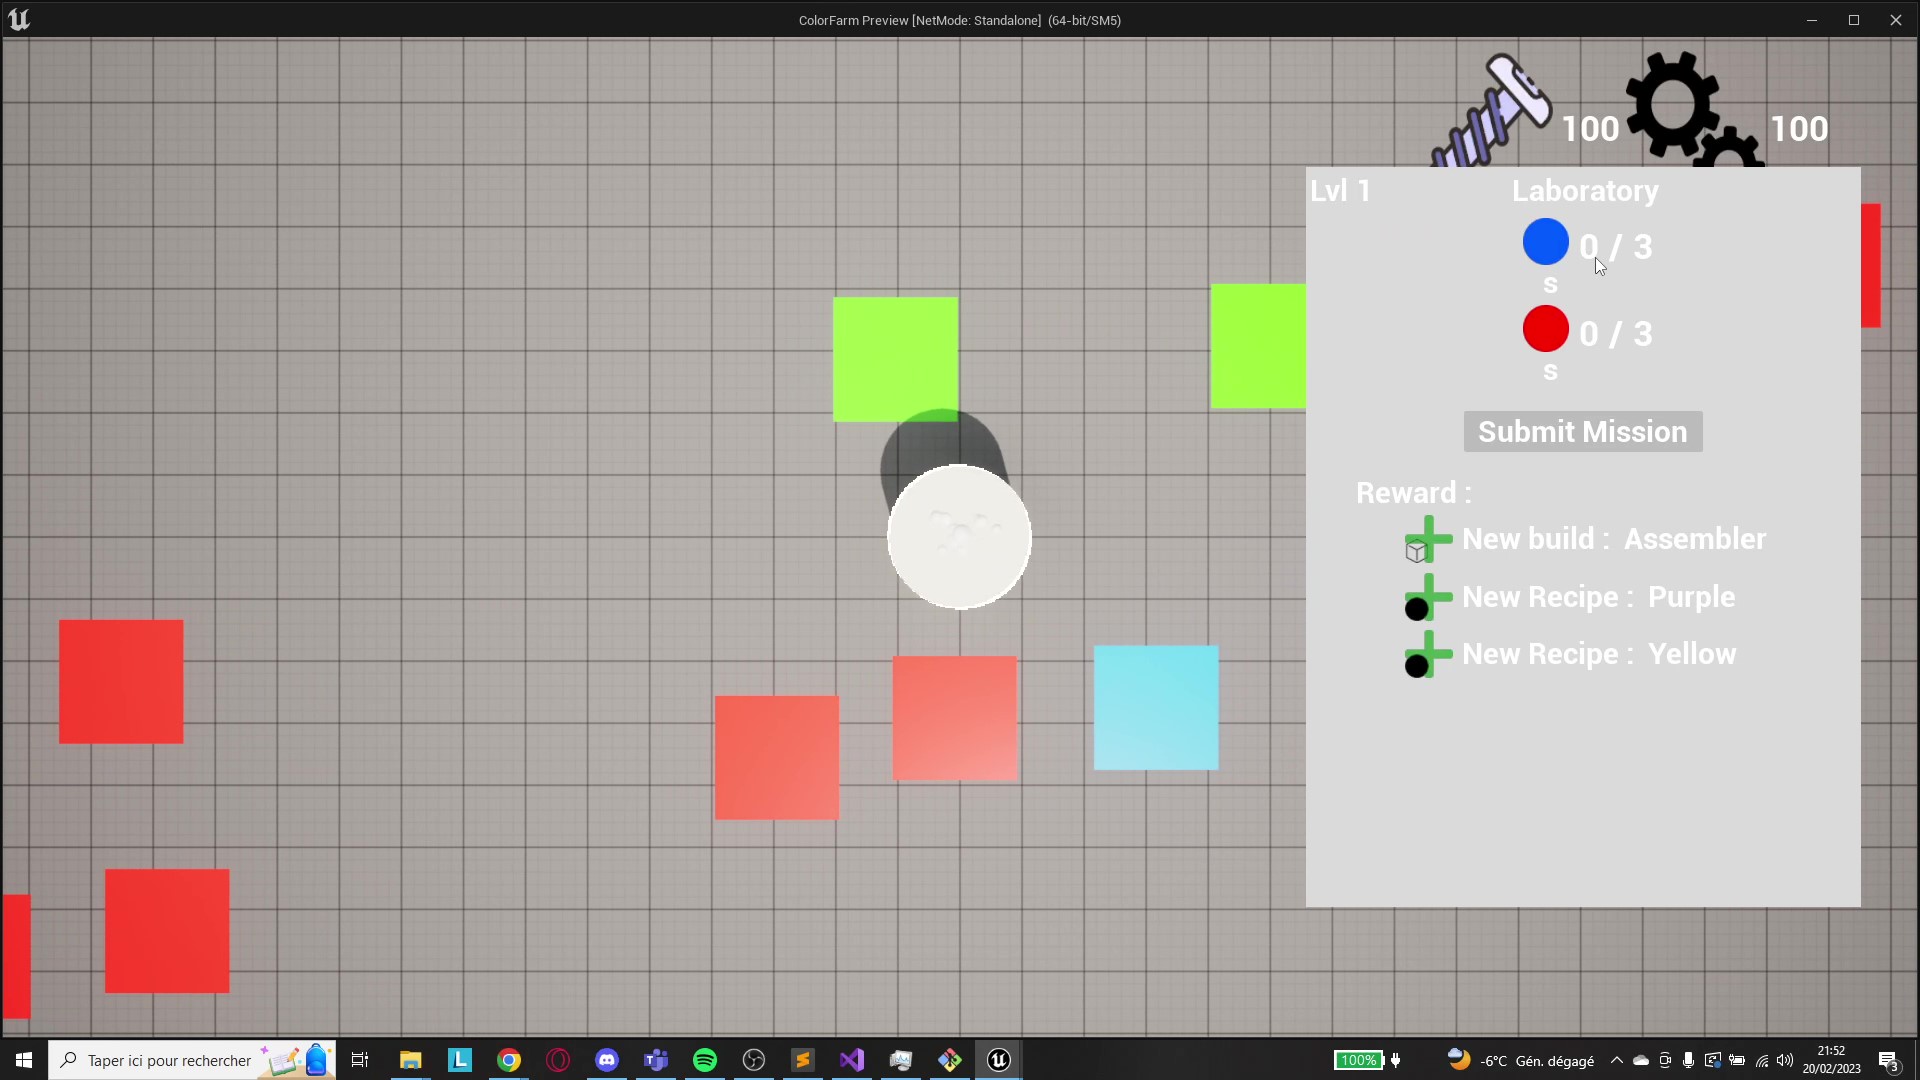 ColorFarm Preview [NetMode: Standalone] (64-bit/SM5)
100
100
Lvl 1
Laboratory
0 / 3
s
0 / 3
s
Submit Mission
Reward :
New build : Assembler
New Recipe : Purple
New Recipe : Yellow
Taper ici pour rechercher
L
100%
-6°C Gén. dégagé
21:52
20/02/2023
3